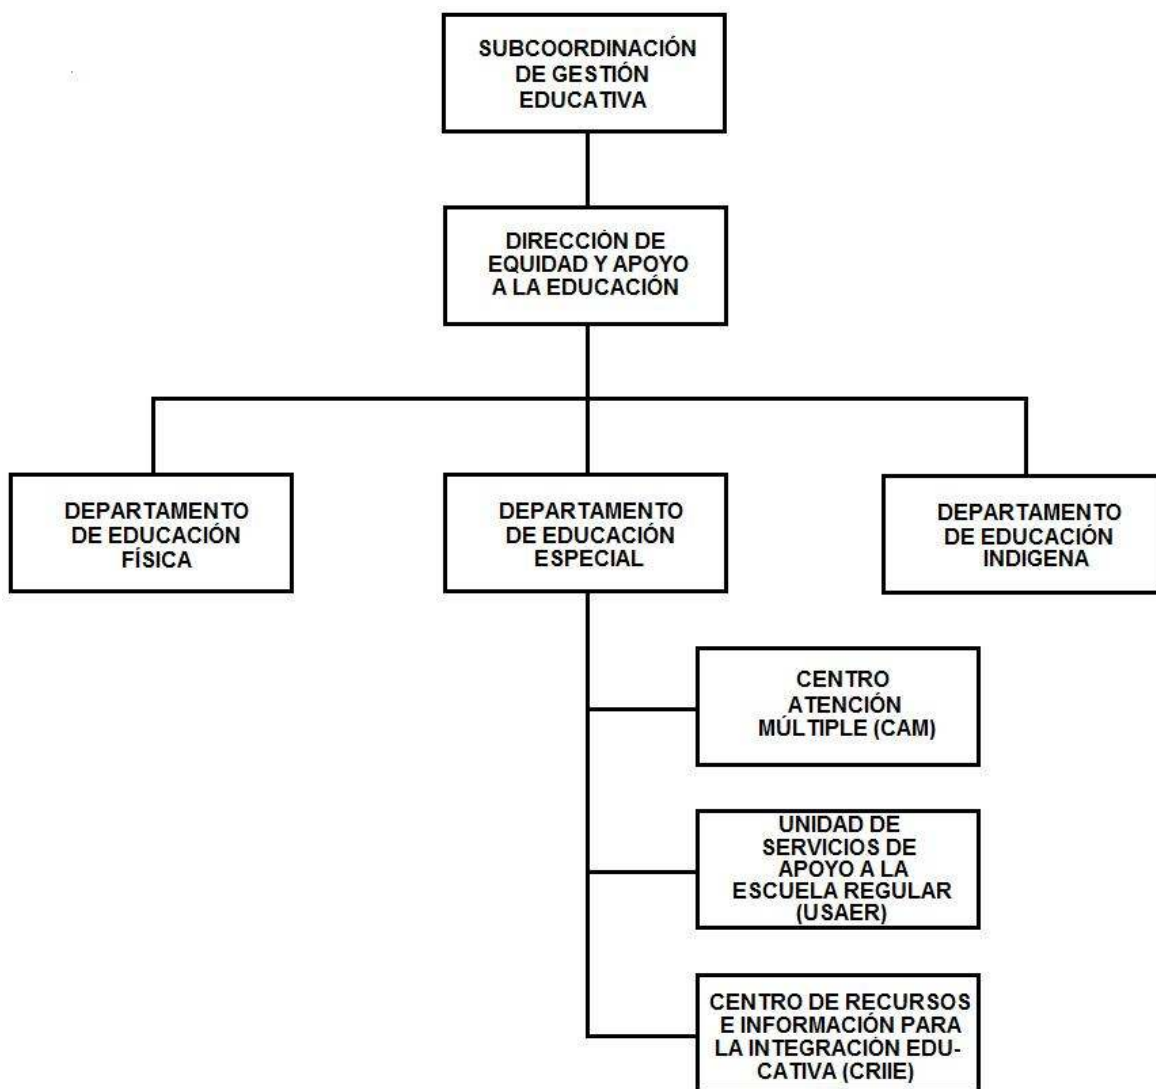 SUBCOORDINACIÓN
DE GESTIÓN
EDUCATIVA
DIRECCIÓN DE
EQUIDAD Y APOYO
A LA EDUCACIÓN
DEPARTAMENTO
DE EDUCACIÓN
FÍSICA
DEPARTAMENTO
DE EDUCACIÓN
ESPECIAL
DEPARTAMENTO
DE EDUCACIÓN
INDIGENA
CENTRO
ATENCIÓN
MÚLTIPLE (CAM)
UNIDAD DE
SERVICIOS DE
APOYO A LA
ESCUELA REGULAR
(USAER)
CENTRO DE RECURSOS
E INFORMACIÓN PARA
LA INTEGRACIÓN EDU-
CATIVA (CRIIE)